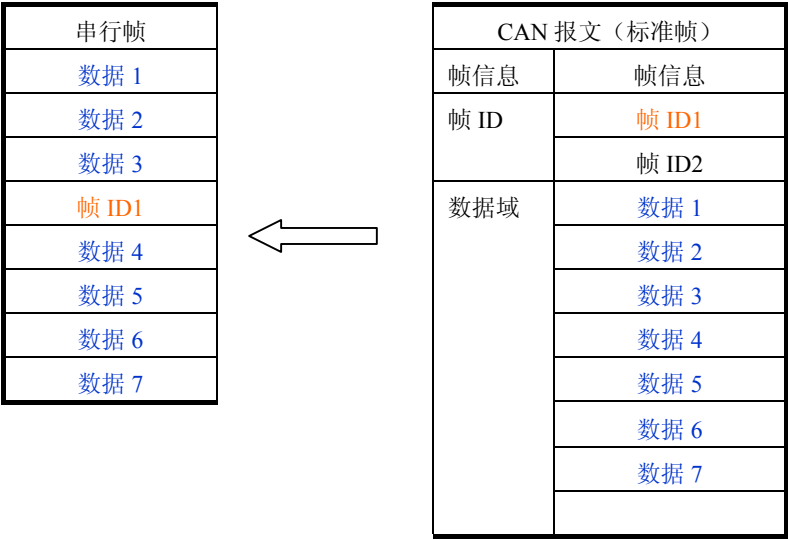 串行帧
数据 1
数据 2
数据 3
帧 ID1
数据 4
数据 5
数据 6
数据 7
CAN 报文（标准帧）
帧信息 帧信息
帧 ID 帧 ID1
帧 ID2
数据域 数据 1
数据 2
数据 3
数据 4
数据 5
数据 6
数据 7